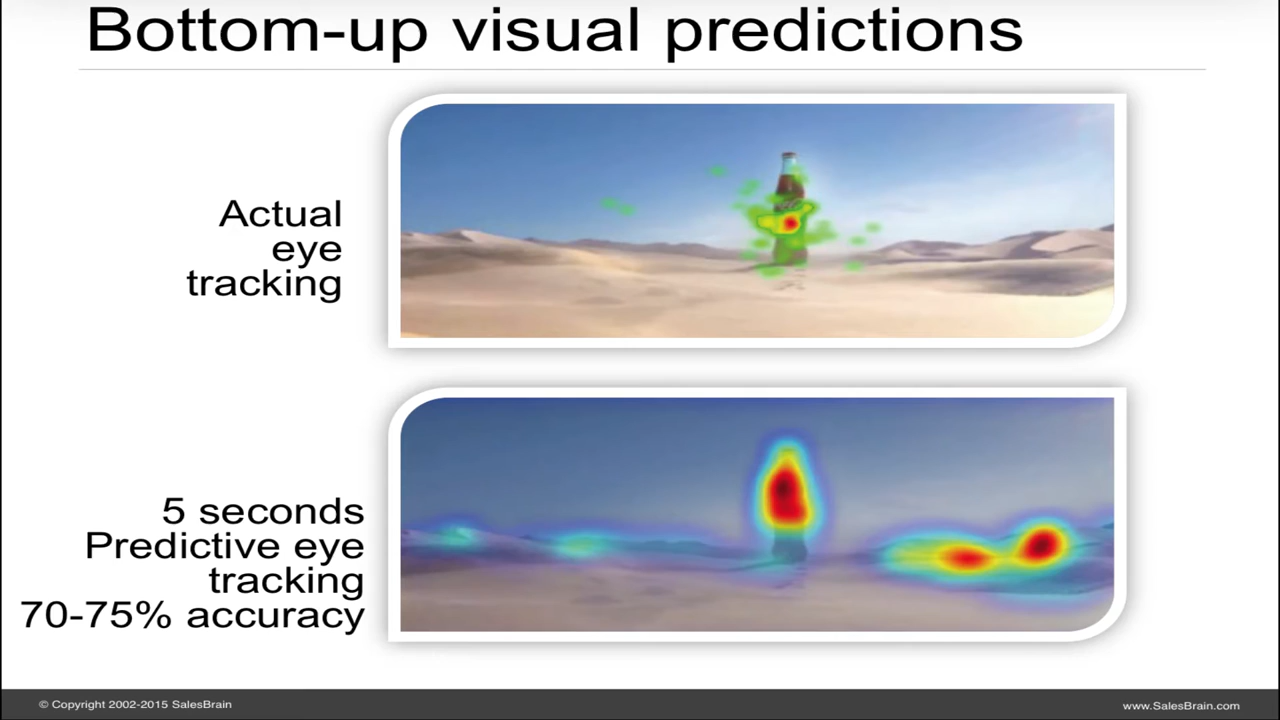 Bottom-up visual predictions
Actual
eye
tracking
5 seconds
Predictive eye
tracking
70-75% accuracy
© Copyright 2002-2015 SalesBrain
www.SalesBrain.com